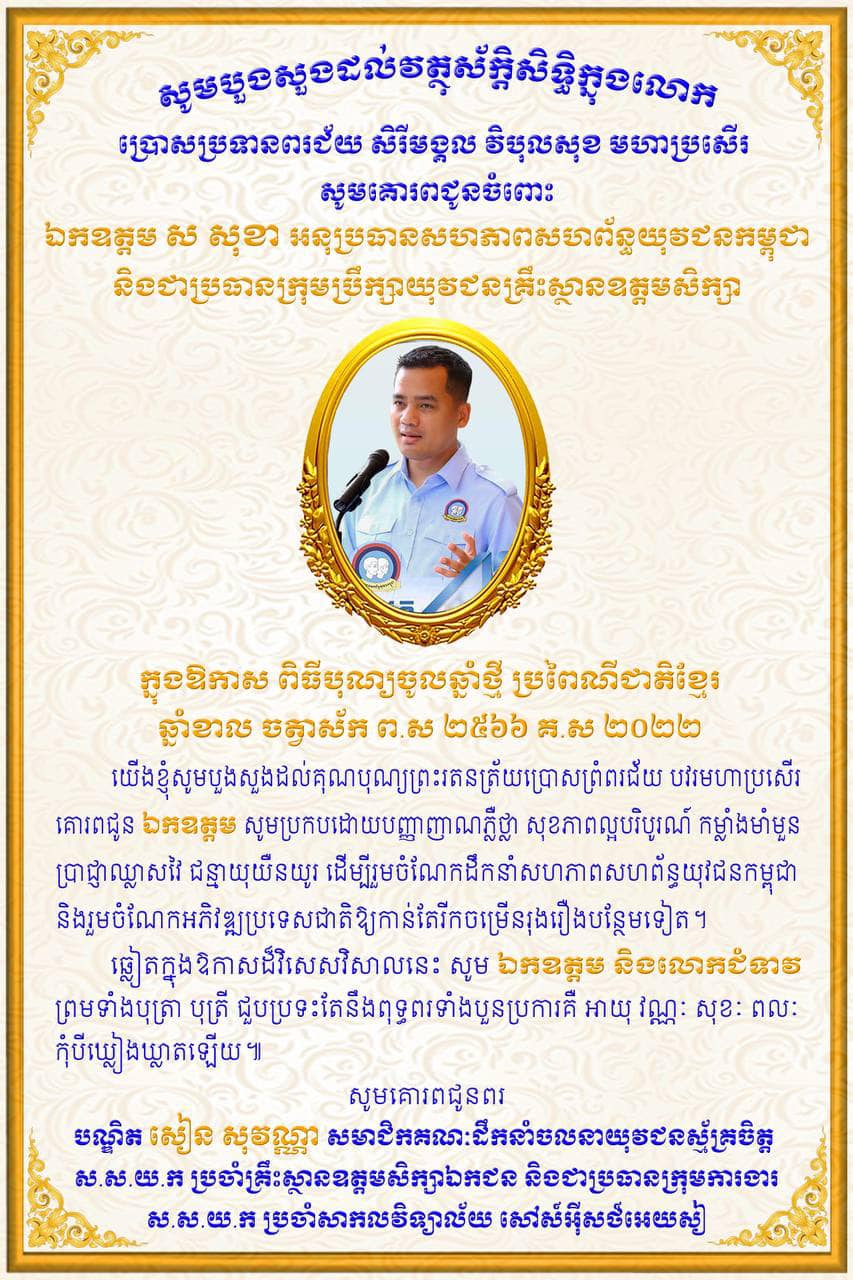 សូមបួងសួងដល់វត្ថុស័ក្តិសិទ្ធិក្នុងលោក
ប្រោសប្រទានពរជ័យ សិរីមង្គល វិបុលសុខ មហាប្រសើរ
សូមគោរពជូនចំពោះ
ឯកឧត្តម ស សុខា អនុប្រធានសហភាពសហព័ន្ធយុវជនកម្ពុជា
និងជាប្រធានក្រុមប្រឹក្សាយុវជនគ្រឹះស្ថានឧត្តមសិក្សា
ក្នុងឱកាស ពិធីបុណ្យចូលឆ្នាំថ្មី ប្រពៃណីជាតិខ្មែរ
ឆ្នាំខាល ចត្វាស័ក ព.ស ២៥៦៦ គ.ស ២០២២
យើងខ្ញុំសូមបួងសួងដល់គុណបុណ្យព្រះរតនត្រ័យប្រោសព្រំពរជ័យ បវរមហាប្រសើរ
គោរពជូន ឯកឧត្តម សូមប្រកបដោយបញ្ញាញាណភ្លឺថ្លា សុខភាពល្អបរិបូរណ៍ កម្លាំងមាំមួន
ប្រាជ្ញាឈ្លាសវៃ ជន្មាយុយឺនយូរ ដើម្បីរួមចំណែកដឹកនាំសហភាពសហព័ន្ធយុវជនកម្ពុជា
និងរួមចំណែកអភិវឌ្ឍប្រទេសជាតិឱ្យកាន់តែរីកចម្រើនរុងរឿងបន្ថែមទៀត។
ឆ្លៀតក្នុងឱកាសដ៏វិសេសវិសាលនេះ សូម ឯកឧត្តម និងលោកជំទាវ
ព្រមទាំងបុត្រា បុត្រី ជួបប្រទះតែនឹងពុទ្ធពរទាំងបួនប្រការគឺ អាយុ វណ្ណៈ សុខៈ ពលៈ
កុំបីឃ្លៀងឃ្លាតឡើយ៕
សូមគោរពជូនពរ
បណ្ឌិត សៀន សុវណ្ណា សមាជិកគណៈដឹកនាំចលនាយុវជនស្ម័គ្រចិត្ត
ស.ស.យ.ក ប្រចាំគ្រឹះស្ថានឧត្តមសិក្សាឯកជន និងជាប្រធានក្រុមការងារ
ស.ស.យ.ក ប្រចាំសាកលវិទ្យាល័យ សៅស៍អ៊ីសថ៍អេយសៀ